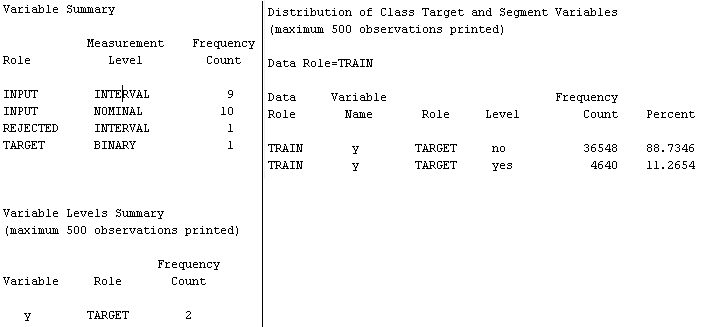 Variable Summary
Measurement Frequency
Role Level Count
INPUT INTERVAL 9
INPUT NOMINAL 10
REJECTED INTERVAL 1
TARGET BINARY 1
Variable Levels Summary
(maximum 500 observations printed)
Frequency
Variable Role Count
y TARGET 2
Distribution of Class Target and Segment Variables
(maximum 500 observations printed)
Data Role=TRAIN
Data Variable Frequency
Role Name Role Level Count Percent
TRAIN y TARGET no 36548 88.7346
TRAIN y TARGET yes 4640 11.2654